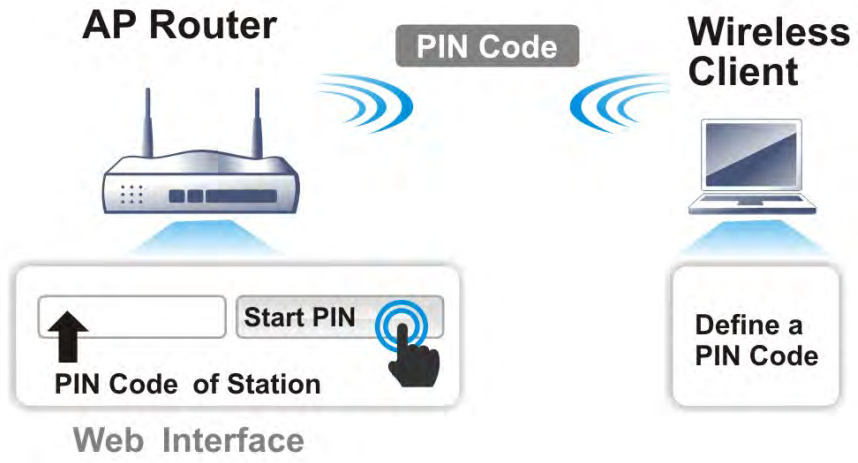 AP Router
PIN Code
Wireless
Client
Start PIN
PIN Code of Station
Define a
PIN Code
Web Interface